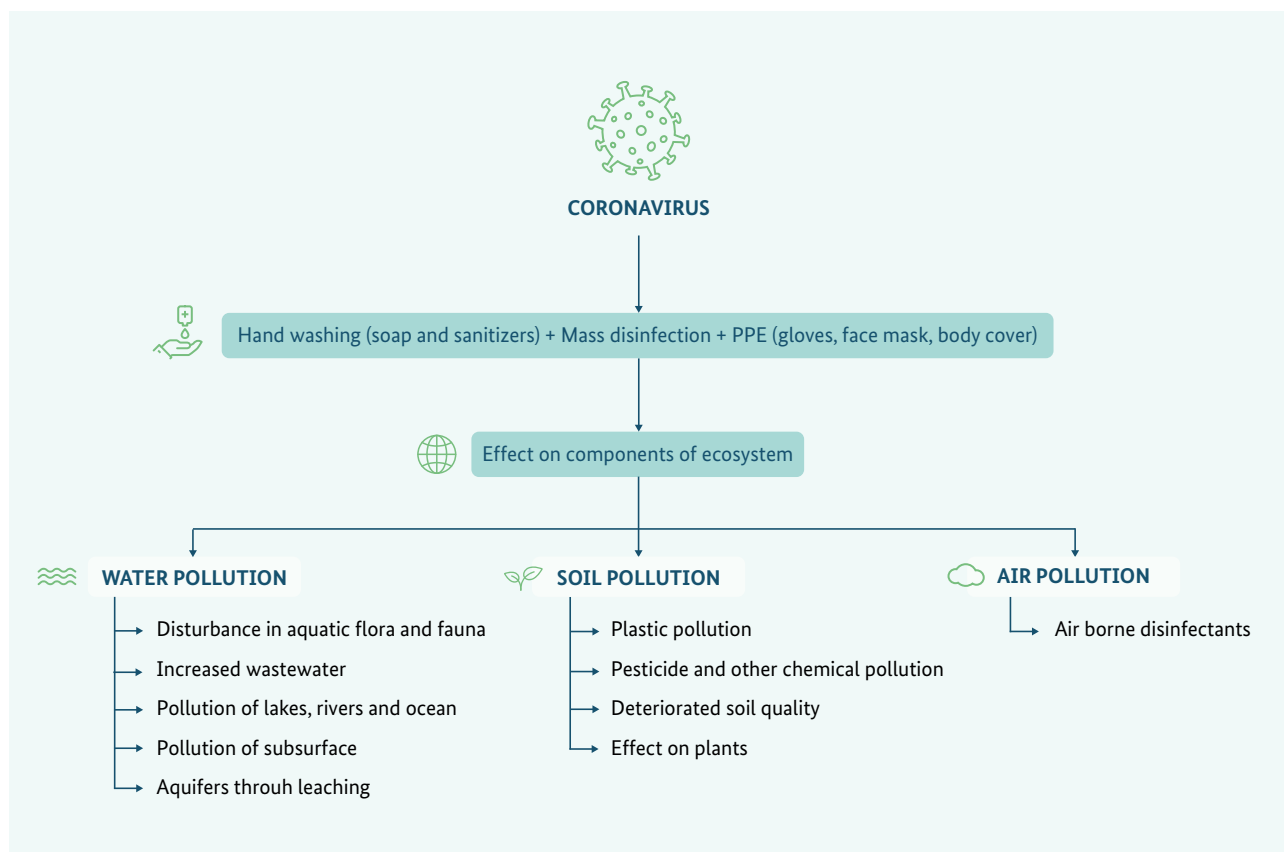 CORONAVIRUS
Hand washing (soap and sanitizers) + Mass disinfection + PPE (gloves, face mask, body cover)
Effect on components of ecosystem
WATER POLLUTION
Disturbance in aquatic flora and fauna
Increased wastewater
Pollution of lakes, rivers and ocean
Pollution of subsurface
Aquifers throuh leaching
SOIL POLLUTION
Plastic pollution
Pesticide and other chemical pollution
Deteriorated soil quality
Effect on plants
AIR POLLUTION
Air borne disinfectants